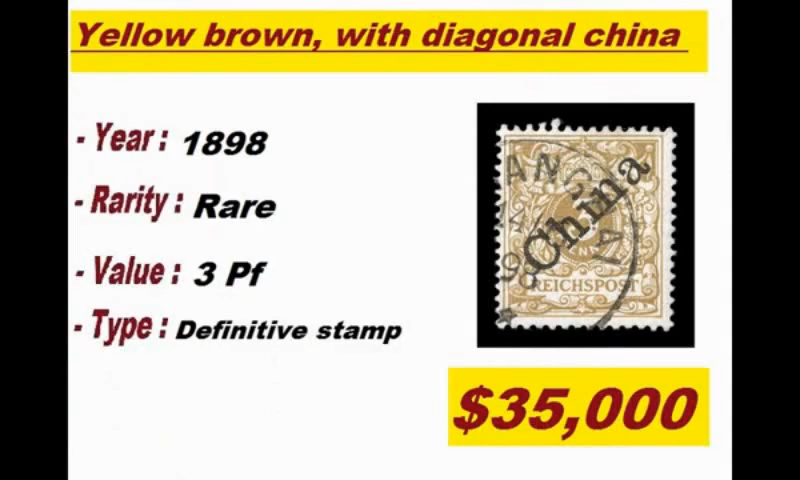 Yellow brown, with diagonal china
- Year : 1898
- Rarity : Rare
- Value : 3 Pf
- Type : Definitive stamp
China
REICHSPOST
$35,000